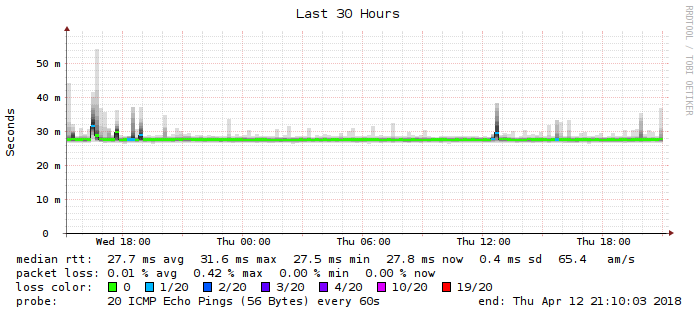 Last 30 Hours
RRDTOOL / TOBI OETIKER
Seconds
50 m
40 m
30 m
20 m
10 m
0
Wed 18:00 Thu 00:00 Thu 06:00 Thu 12:00 Thu 18:00
median rtt: 27.7 ms avg 31.6 ms max 27.5 ms min 27.8 ms now 0.4 ms sd 65.4 am/s
packet loss: 0.01 % avg 0.42 % max 0.00 % min 0.00 % now
loss color: 0 1/20 2/20 3/20 4/20 10/20 19/20
probe: 20 ICMP Echo Pings (56 Bytes) every 60s end: Thu Apr 12 21:10:03 2018